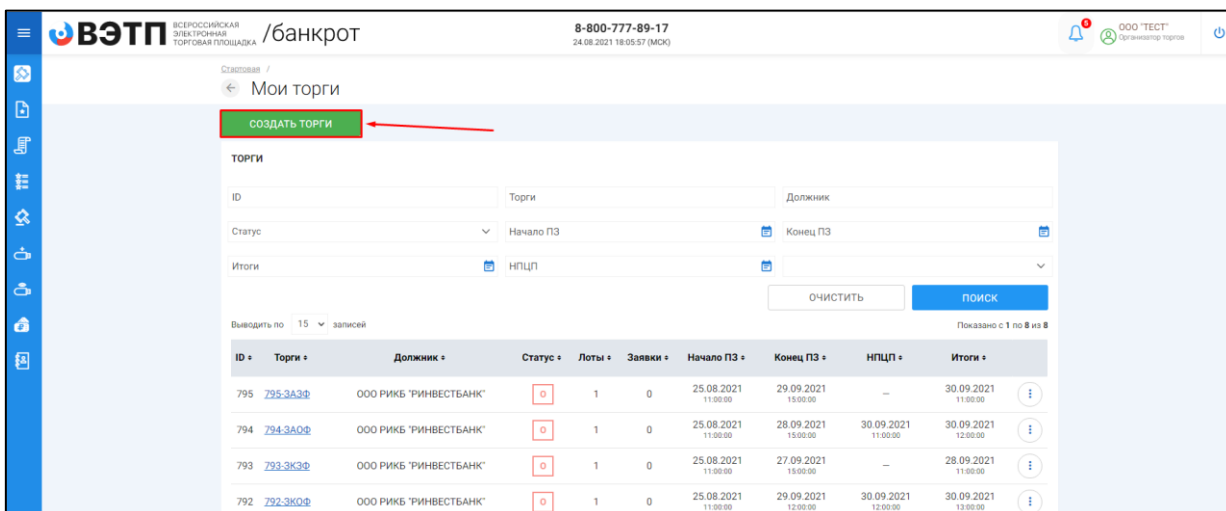 ВЭТП ВСЕРОССИЙСКАЯ ЭЛЕКТРОННАЯ ТОРГОВАЯ ПЛОЩАДКА /банкрот
8-800-777-89-17
24.08.2021 18:05:57 (МСК)
5
ООО "ТЕСТ"
Организатор торгов
Стартовая /
Мои торги
СОЗДАТЬ ТОРГИ
ТОРГИ
ID Торги Должник
Статус Начало ПЗ Конец ПЗ
Итоги НПЦП
ОЧИСТИТЬ ПОИСК
Выводить по 15 записей Показано с 1 по 8 из 8
ID Торги Должник Статус Лоты Заявки Начало ПЗ Конец ПЗ НПЦП Итоги
795 795-ЗАЗФ ООО РИКБ "РИНВЕСТБАНК" О 1 0 25.08.2021 29.09.2021 – 30.09.2021
11:00:00 15:00:00 11:00:00
794 794-ЗАОФ ООО РИКБ "РИНВЕСТБАНК" О 1 0 25.08.2021 28.09.2021 30.09.2021 30.09.2021
11:00:00 15:00:00 11:00:00 12:00:00
793 793-ЗКЗФ ООО РИКБ "РИНВЕСТБАНК" О 1 0 25.08.2021 27.09.2021 – 28.09.2021
11:00:00 15:00:00 11:00:00
792 792-ЗКОФ ООО РИКБ "РИНВЕСТБАНК" О 1 0 25.08.2021 29.09.2021 30.09.2021 30.09.2021
11:00:00 12:00:00 12:00:00 13:00:00